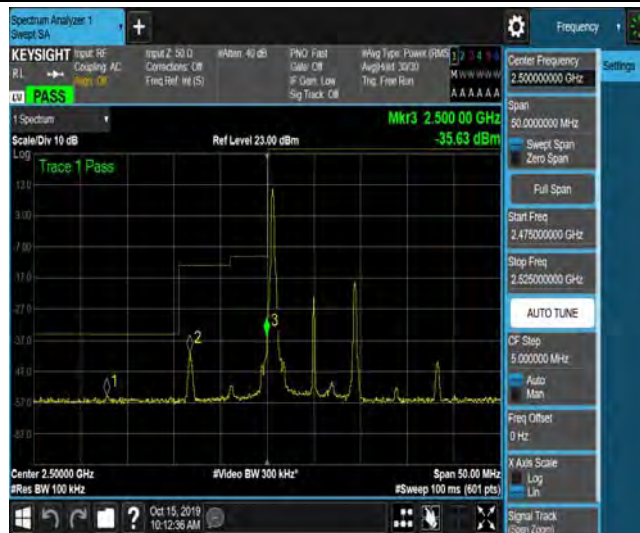 Spectrum Analyzer 1
Swept SA
+
Frequency
KEYSIGHT
RL
Input: RF
Coupling: AC
Align: Off
Input Z: 50 Ω
Corrections: Off
Freq Ref: Int (S)
#Atten: 40 dB
PNO: Fast
Gate: Off
IF Gain: Low
Sig Track: Off
#Avg Type: Power (RMS)
Avg|Hold: 30/30
Trig: Free Run
1 2 3 4 5 6
M W W W W W
A A A A A A
PASS
1 Spectrum
Scale/Div 10 dB
Ref Level 23.00 dBm
Mkr3 2.500 00 GHz
-35.63 dBm
Log
Trace 1 Pass
13.0
3.00
-7.00
-17.0
-27.0
-37.0
-47.0
-57.0
-67.0
1
2
3
Center 2.50000 GHz
#Res BW 100 kHz
#Video BW 300 kHz*
Span 50.00 MHz
#Sweep 100 ms (601 pts)
Center Frequency
2.500000000 GHz
Settings
Span
50.0000000 MHz
Swept Span
Zero Span
Full Span
Start Freq
2.475000000 GHz
Stop Freq
2.525000000 GHz
AUTO TUNE
CF Step
5.000000 MHz
Auto
Man
Freq Offset
0 Hz
X Axis Scale
Log
Lin
Signal Track
(Span Zoom)
?
Oct 15, 2019
10:12:36 AM